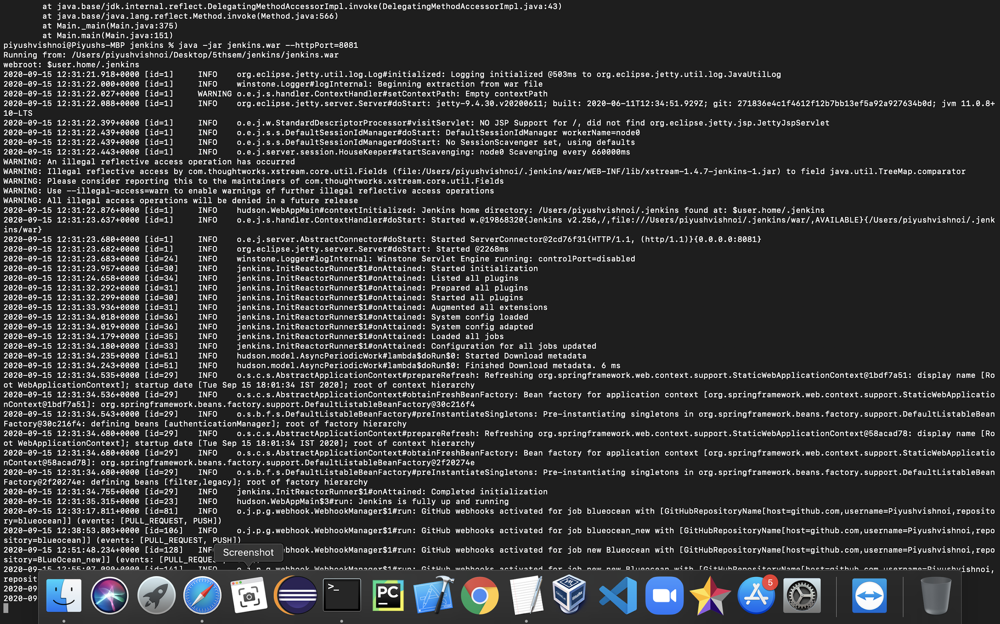 at java.base/jdk.internal.reflect.DelegatingMethodAccessorImpl.invoke(DelegatingMethodAccessorImpl.java:43)
        at java.base/java.lang.reflect.Method.invoke(Method.java:566)
        at Main._main(Main.java:375)
        at Main.main(Main.java:151)
piyushvishnoi@Piyushs-MBP jenkins % java -jar jenkins.war --httpPort=8081
Running from: /Users/piyushvishnoi/Desktop/5thsem/jenkins/jenkins.war
webroot: $user.home/.jenkins
2020-09-15 12:31:21.918+0000 [id=1]     INFO    org.eclipse.jetty.util.log.Log#initialized: Logging initialized @503ms to org.eclipse.jetty.util.log.JavaUtilLog
2020-09-15 12:31:22.000+0000 [id=1]     INFO    winstone.Logger#logInternal: Beginning extraction from war file
2020-09-15 12:31:22.027+0000 [id=1]     WARNING o.e.j.s.handler.ContextHandler#setContextPath: Empty contextPath
2020-09-15 12:31:22.088+0000 [id=1]     INFO    org.eclipse.jetty.server.Server#doStart: jetty-9.4.30.v20200611; built: 2020-06-11T12:34:51.929Z; git: 271836e4c1f4612f12b7bb13ef5a92a927634b0d; jvm 11.0.8+
10-LTS
2020-09-15 12:31:22.399+0000 [id=1]     INFO    o.e.j.w.StandardDescriptorProcessor#visitServlet: NO JSP Support for /, did not find org.eclipse.jetty.jsp.JettyJspServlet
2020-09-15 12:31:22.439+0000 [id=1]     INFO    o.e.j.s.s.DefaultSessionIdManager#doStart: DefaultSessionIdManager workerName=node0
2020-09-15 12:31:22.439+0000 [id=1]     INFO    o.e.j.s.s.DefaultSessionIdManager#doStart: No SessionScavenger set, using defaults
2020-09-15 12:31:22.443+0000 [id=1]     INFO    o.e.j.server.session.HouseKeeper#startScavenging: node0 Scavenging every 660000ms
WARNING: An illegal reflective access operation has occurred
WARNING: Illegal reflective access by com.thoughtworks.xstream.core.util.Fields (file:/Users/piyushvishnoi/.jenkins/war/WEB-INF/lib/xstream-1.4.7-jenkins-1.jar) to field java.util.TreeMap.comparator
WARNING: Please consider reporting this to the maintainers of com.thoughtworks.xstream.core.util.Fields
WARNING: Use --illegal-access=warn to enable warnings of further illegal reflective access operations
WARNING: All illegal access operations will be denied in a future release
2020-09-15 12:31:22.876+0000 [id=1]     INFO    hudson.WebAppMain#contextInitialized: Jenkins home directory: /Users/piyushvishnoi/.jenkins found at: $user.home/.jenkins
2020-09-15 12:31:23.637+0000 [id=1]     INFO    o.e.j.s.handler.ContextHandler#doStart: Started w.@19868320{Jenkins v2.256,/,file:///Users/piyushvishnoi/.jenkins/war/,AVAILABLE}{/Users/piyushvishnoi/.jenk
ins/war}
2020-09-15 12:31:23.680+0000 [id=1]     INFO    o.e.j.server.AbstractConnector#doStart: Started ServerConnector@2cd76f31{HTTP/1.1, (http/1.1)}{0.0.0.0:8081}
2020-09-15 12:31:23.682+0000 [id=1]     INFO    org.eclipse.jetty.server.Server#doStart: Started @2268ms
2020-09-15 12:31:23.683+0000 [id=24]    INFO    winstone.Logger#logInternal: Winstone Servlet Engine running: controlPort=disabled
2020-09-15 12:31:23.957+0000 [id=30]    INFO    jenkins.InitReactorRunner$1#onAttained: Started initialization
2020-09-15 12:31:24.658+0000 [id=34]    INFO    jenkins.InitReactorRunner$1#onAttained: Listed all plugins
2020-09-15 12:31:32.292+0000 [id=31]    INFO    jenkins.InitReactorRunner$1#onAttained: Prepared all plugins
2020-09-15 12:31:32.299+0000 [id=30]    INFO    jenkins.InitReactorRunner$1#onAttained: Started all plugins
2020-09-15 12:31:33.936+0000 [id=31]    INFO    jenkins.InitReactorRunner$1#onAttained: Augmented all extensions
2020-09-15 12:31:34.018+0000 [id=36]    INFO    jenkins.InitReactorRunner$1#onAttained: System config loaded
2020-09-15 12:31:34.019+0000 [id=36]    INFO    jenkins.InitReactorRunner$1#onAttained: System config adapted
2020-09-15 12:31:34.179+0000 [id=35]    INFO    jenkins.InitReactorRunner$1#onAttained: Loaded all jobs
2020-09-15 12:31:34.180+0000 [id=33]    INFO    jenkins.InitReactorRunner$1#onAttained: Configuration for all jobs updated
2020-09-15 12:31:34.235+0000 [id=51]    INFO    hudson.model.AsyncPeriodicWork#lambda$doRun$0: Started Download metadata
2020-09-15 12:31:34.243+0000 [id=51]    INFO    hudson.model.AsyncPeriodicWork#lambda$doRun$0: Finished Download metadata. 6 ms
2020-09-15 12:31:34.535+0000 [id=29]    INFO    o.s.c.s.AbstractApplicationContext#prepareRefresh: Refreshing org.springframework.web.context.support.StaticWebApplicationContext@1bdf7a51: display name [Ro
ot WebApplicationContext]; startup date [Tue Sep 15 18:01:34 IST 2020]; root of context hierarchy
2020-09-15 12:31:34.536+0000 [id=29]    INFO    o.s.c.s.AbstractApplicationContext#obtainFreshBeanFactory: Bean factory for application context [org.springframework.web.context.support.StaticWebApplicatio
nContext@1bdf7a51]: org.springframework.beans.factory.support.DefaultListableBeanFactory@30c216f4
2020-09-15 12:31:34.543+0000 [id=29]    INFO    o.s.b.f.s.DefaultListableBeanFactory#preInstantiateSingletons: Pre-instantiating singletons in org.springframework.beans.factory.support.DefaultListableBean
Factory@30c216f4: defining beans [authenticationManager]; root of factory hierarchy
2020-09-15 12:31:34.680+0000 [id=29]    INFO    o.s.c.s.AbstractApplicationContext#prepareRefresh: Refreshing org.springframework.web.context.support.StaticWebApplicationContext@58acad78: display name [Ro
ot WebApplicationContext]; startup date [Tue Sep 15 18:01:34 IST 2020]; root of context hierarchy
2020-09-15 12:31:34.680+0000 [id=29]    INFO    o.s.c.s.AbstractApplicationContext#obtainFreshBeanFactory: Bean factory for application context [org.springframework.web.context.support.StaticWebApplicatio
nContext@58acad78]: org.springframework.beans.factory.support.DefaultListableBeanFactory@2f20274e
2020-09-15 12:31:34.680+0000 [id=29]    INFO    o.s.b.f.s.DefaultListableBeanFactory#preInstantiateSingletons: Pre-instantiating singletons in org.springframework.beans.factory.support.DefaultListableBean
Factory@2f20274e: defining beans [filter,legacy]; root of factory hierarchy
2020-09-15 12:31:34.755+0000 [id=29]    INFO    jenkins.InitReactorRunner$1#onAttained: Completed initialization
2020-09-15 12:31:35.315+0000 [id=23]    INFO    hudson.WebAppMain$3#run: Jenkins is fully up and running
2020-09-15 12:33:17.811+0000 [id=81]    INFO    o.j.p.g.webhook.WebhookManager$1#run: GitHub webhooks activated for job blueocean with [GitHubRepositoryName[host=github.com,username=Piyushvishnoi,reposito
ry=blueocean]] (events: [PULL_REQUEST, PUSH])
2020-09-15 12:38:53.803+0000 [id=106]   INFO    o.j.p.g.webhook.WebhookManager$1#run: GitHub webhooks activated for job blueocean_new with [GitHubRepositoryName[host=github.com,username=Piyushvishnoi,repo
sitory=blueocean]] (events: [PULL_REQUEST, PUSH])
2020-09-15 12:51:48.234+0000 [id=128]   INF ebhook.WebhookManager$1#run: GitHub webhooks activated for job new Blueocean with [GitHubRepositoryName[host=github.com,username=Piyushvishnoi,repo
Screenshot
sitory=BLueOcean_new]] (events: [PULL_REQUE
2020-09-15 12:55:07.090+0000 [id=141]   INFO    o.j.p.g.webhook.WebhookManager$1#run: GitHub webhooks activated for job new new Blueocean with [GitHubRepositoryName[host=github.com,username=Piyushvishnoi,
reposit
2020-09
2020-09
>_
PC
ORACLE
VirtualBox
5